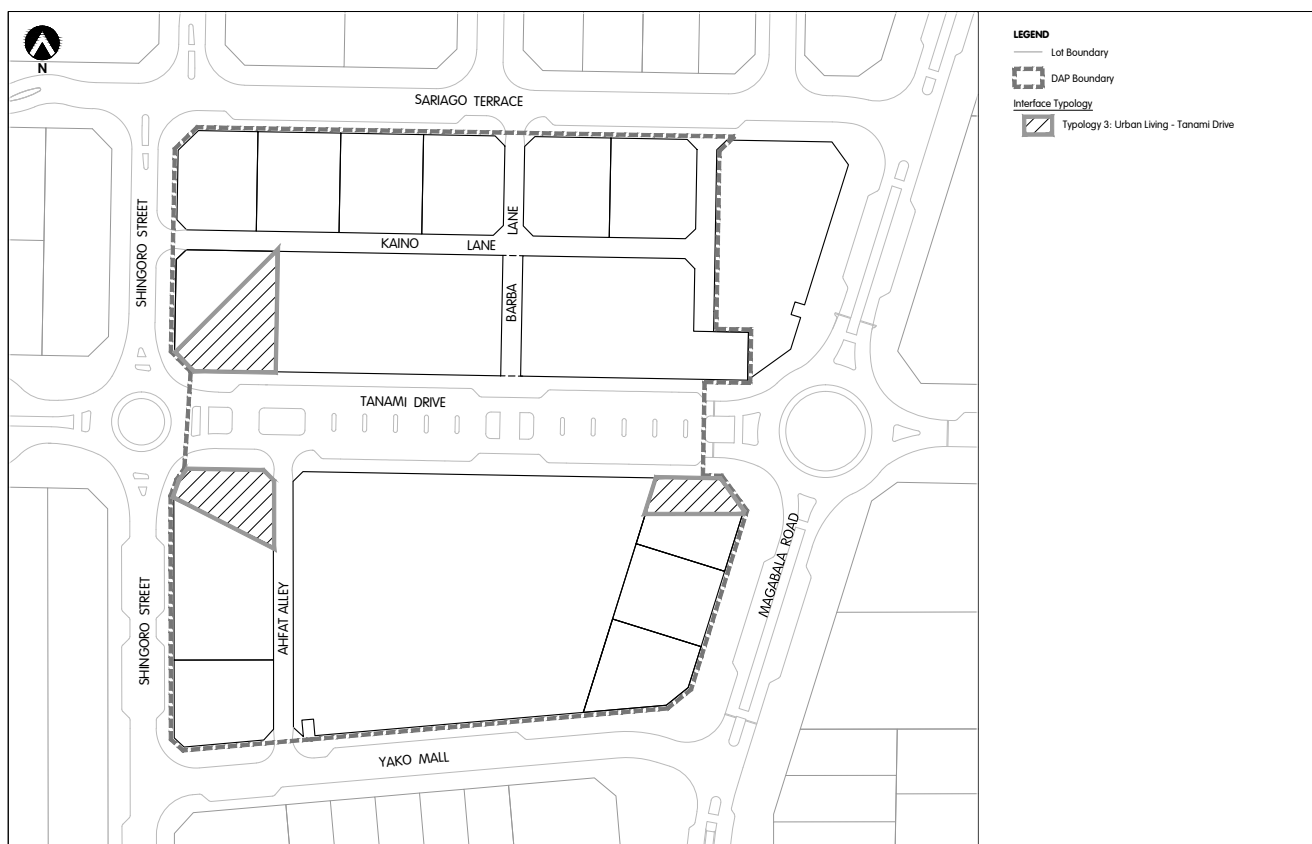 N
SARIAGO TERRACE
SHINGORO STREET
KAINO LANE
BARBA LANE
TANAMI DRIVE
SHINGORO STREET
AHFAT ALLEY
MAGABALA ROAD
YAKO MALL
LEGEND
Lot Boundary
DAP Boundary
Interface Typology
Typology 3: Urban Living - Tanami Drive